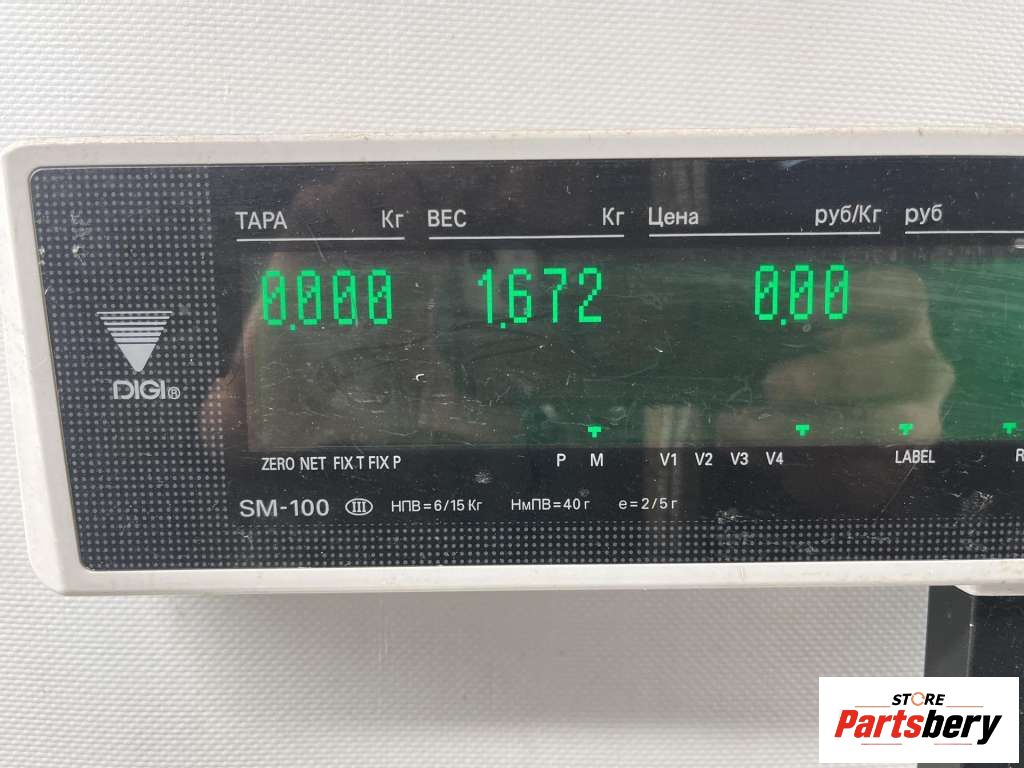 ТАРА Кг ВЕС Кг Цена руб/Кг руб
0.000 1.672 0.00
DIGI®
ZERO NET FIX T FIX P P M V1 V2 V3 V4 LABEL
SM-100 III НПВ=6/15 Кг НмПВ=40 г е=2/5 г
STORE
Partsbery